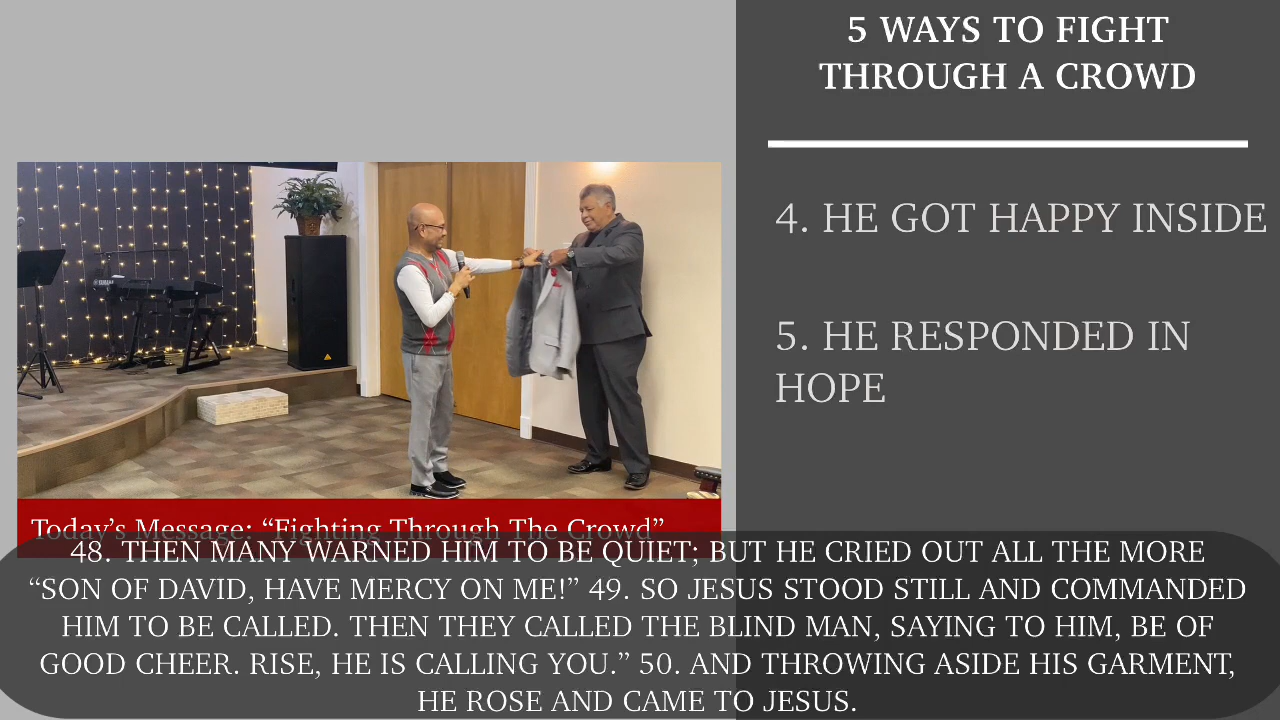 5 WAYS TO FIGHT
THROUGH A CROWD
4. HE GOT HAPPY INSIDE
5. HE RESPONDED IN
HOPE
Today’s Message: “Fighting Through The Crowd”
48. THEN MANY WARNED HIM TO BE QUIET; BUT HE CRIED OUT ALL THE MORE
“SON OF DAVID, HAVE MERCY ON ME!” 49. SO JESUS STOOD STILL AND COMMANDED
HIM TO BE CALLED. THEN THEY CALLED THE BLIND MAN, SAYING TO HIM, BE OF
GOOD CHEER. RISE, HE IS CALLING YOU.” 50. AND THROWING ASIDE HIS GARMENT,
HE ROSE AND CAME TO JESUS.